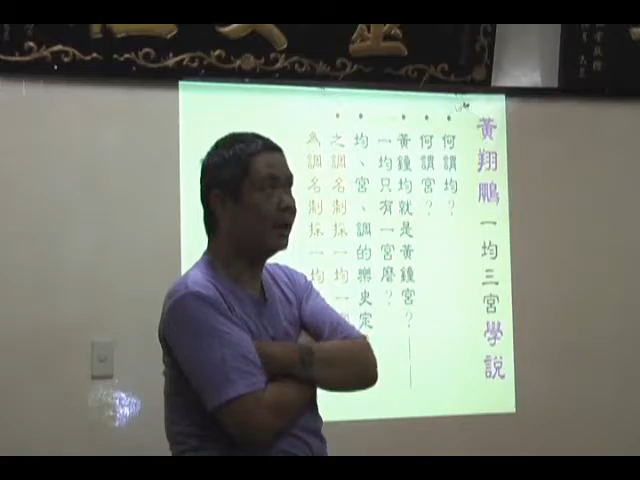 黃翔鵬一均三宮學說
何謂均？
何謂宮？
黃鐘均就是黃鐘宮？——
一均只有一宮麼？
均、宮、調的樂史定
之調名制採一均一
為調名制採一均